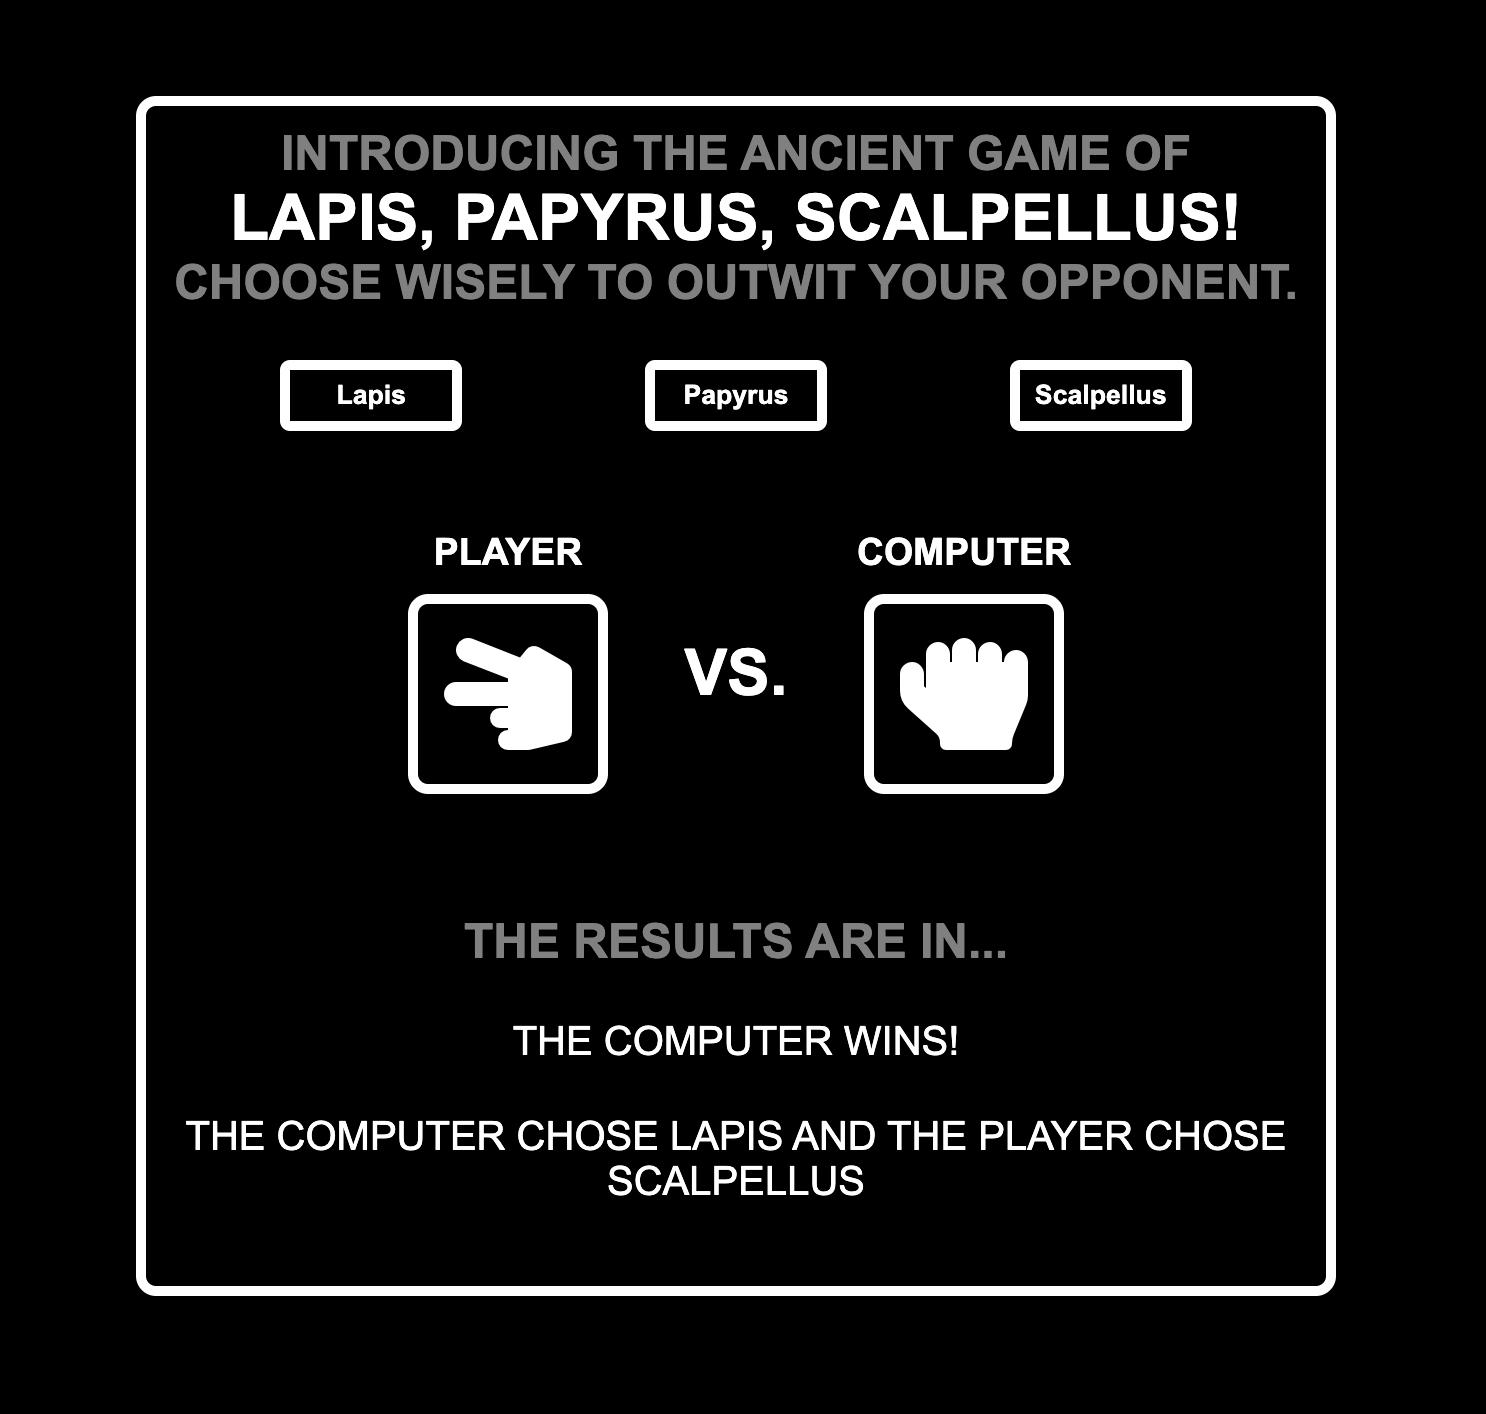 INTRODUCING THE ANCIENT GAME OF
LAPIS, PAPYRUS, SCALPELLUS!
CHOOSE WISELY TO OUTWIT YOUR OPPONENT.
Lapis
Papyrus
Scalpellus
PLAYER
COMPUTER
VS.
THE RESULTS ARE IN...
THE COMPUTER WINS!
THE COMPUTER CHOSE LAPIS AND THE PLAYER CHOSE
SCALPELLUS